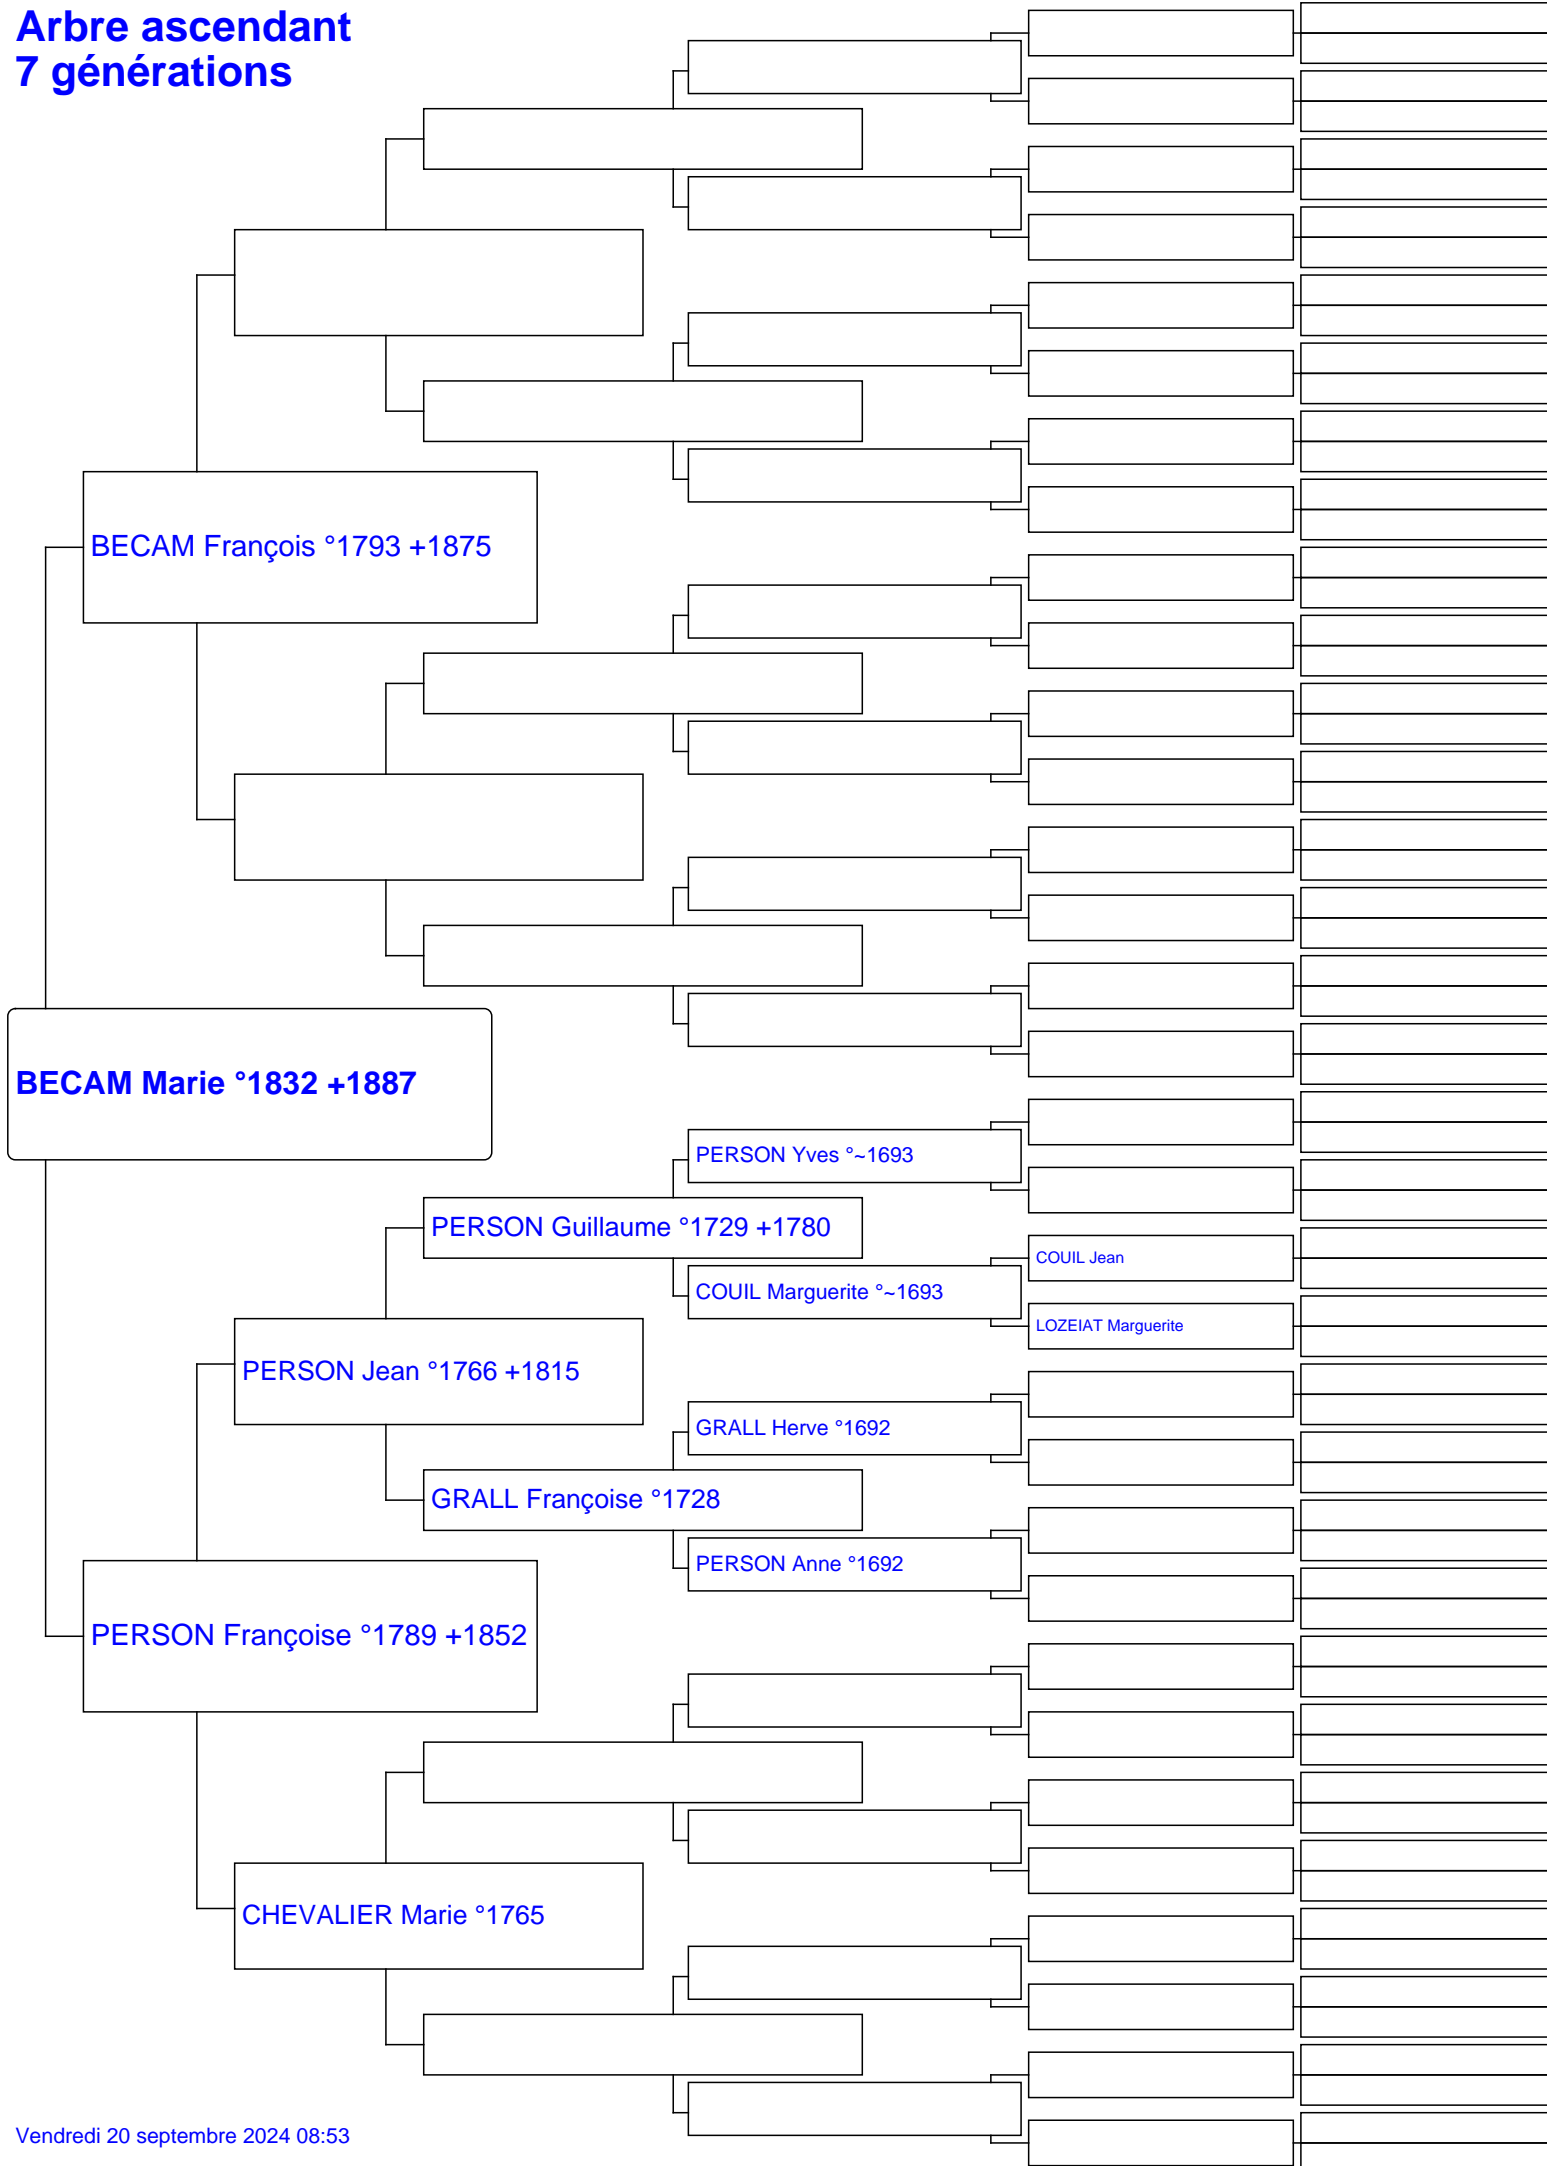 Arbre ascendant
7 générations
BECAM François °1793 +1875
BECAM Marie °1832 +1887
PERSON Yves °~1693
PERSON Guillaume °1729 +1780
COUIL Jean
COUIL Marguerite °~1693
LOZEIAT Marguerite
PERSON Jean °1766 +1815
GRALL Herve °1692
GRALL Françoise °1728
PERSON Anne °1692
PERSON Françoise °1789 +1852
CHEVALIER Marie °1765
Vendredi 20 septembre 2024 08:53